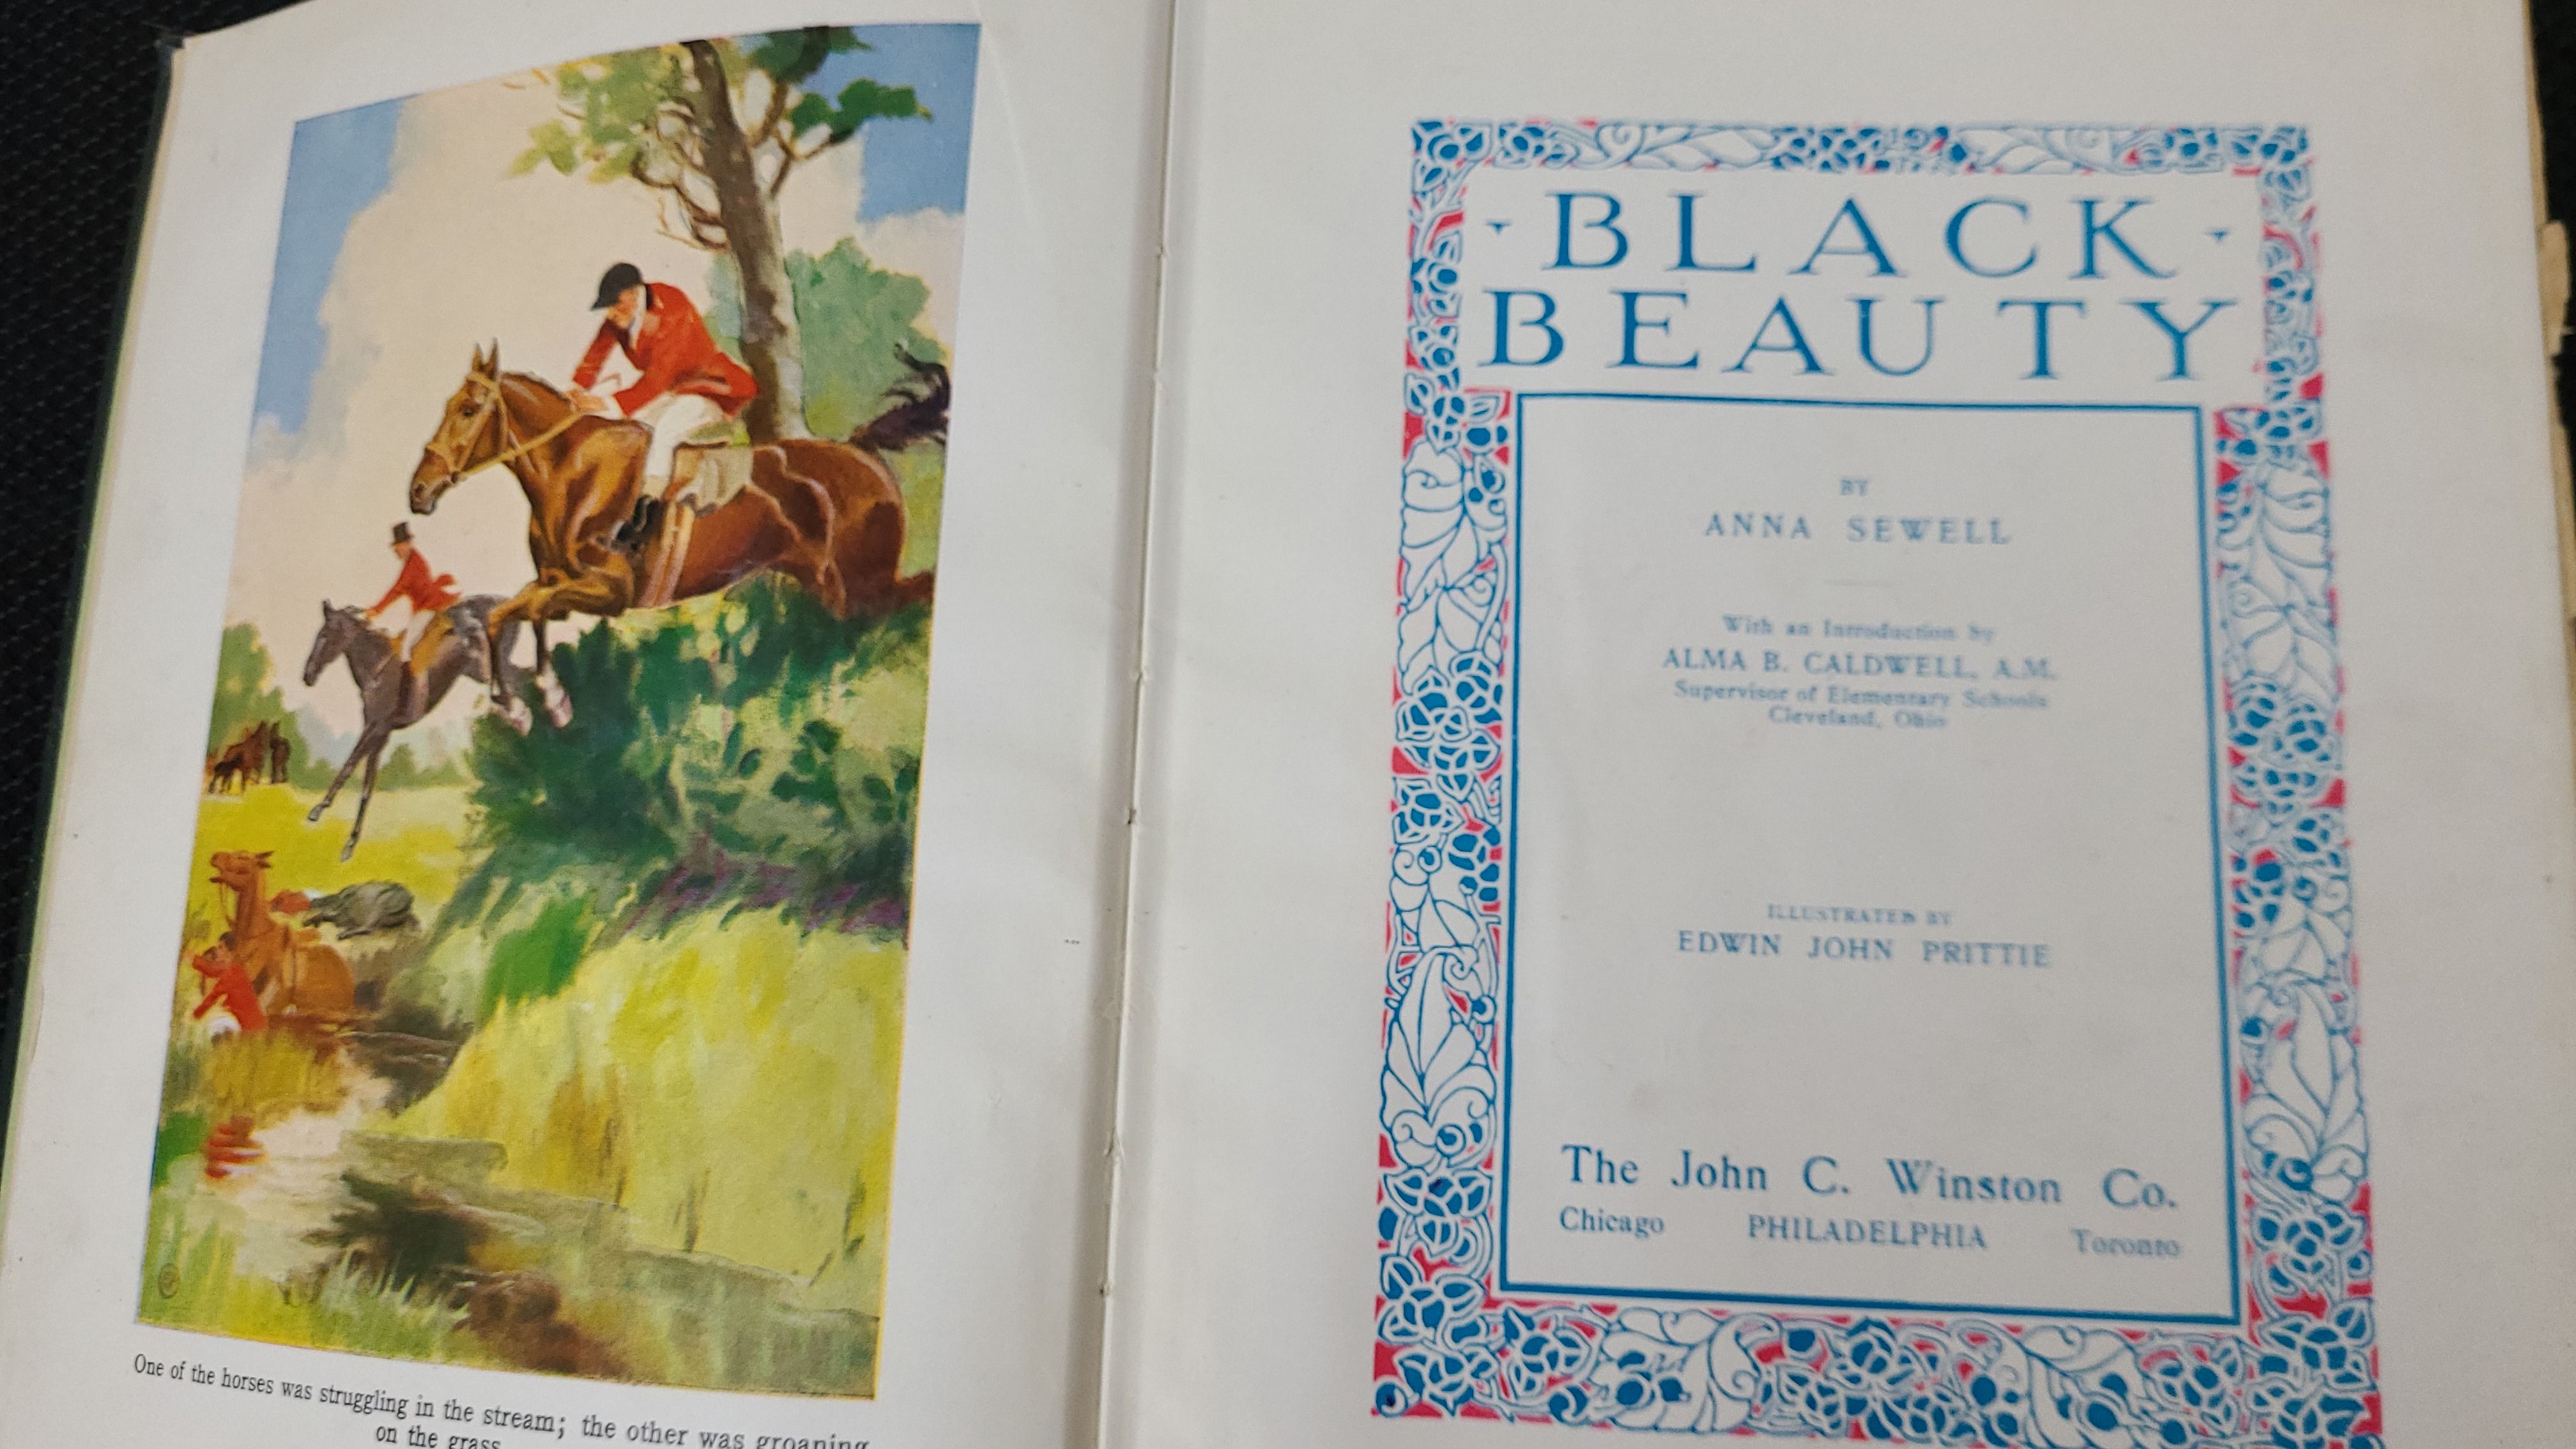 One of the horses was struggling in the stream; the other was groaning
on the grass
· BLACK ·
BEAUTY
BY
ANNA SEWELL
With an Introduction by
ALMA B. CALDWELL, A.M.
Supervisor of Elementary Schools
Cleveland, Ohio
ILLUSTRATED BY
EDWIN JOHN PRITTIE
The John C. Winston Co.
Chicago PHILADELPHIA Toronto